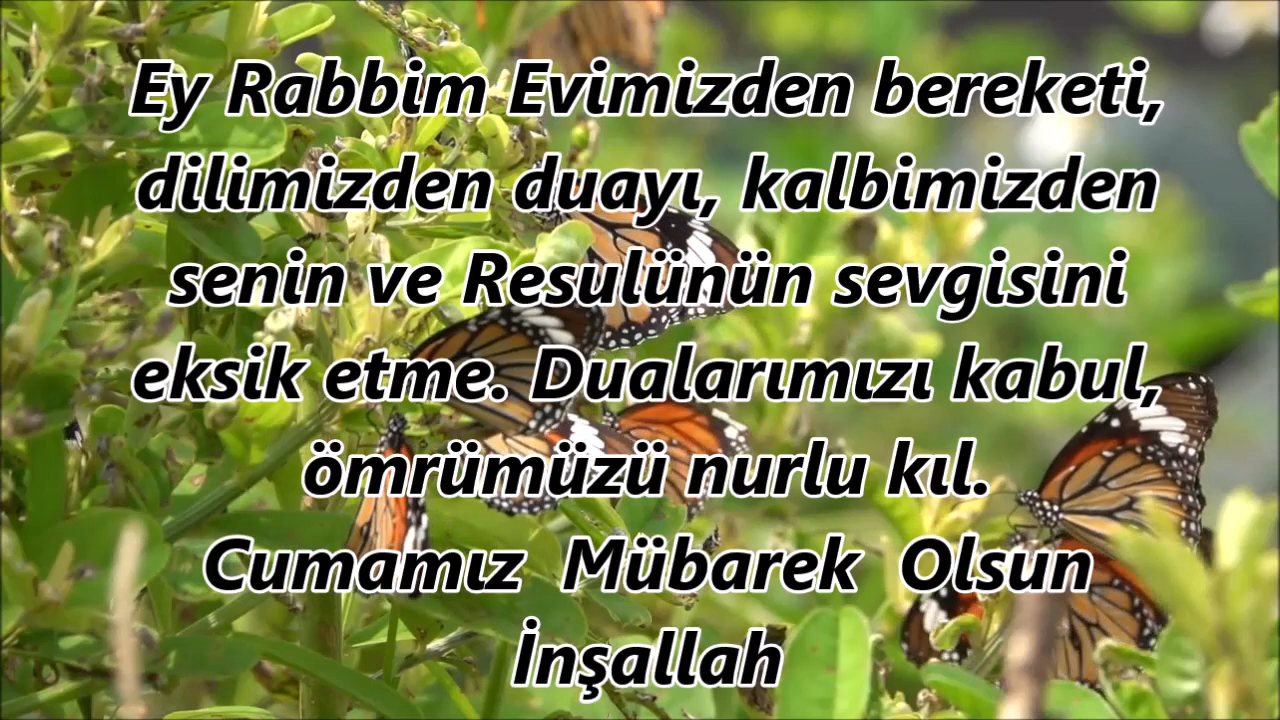 Ey Rabbim Evimizden bereketi,
dilimizden duayı, kalbimizden
senin ve Resulünün sevgisini
eksik etme. Dualarımızı kabul,
ömrümüzü nurlu kıl.
Cumamız Mübarek Olsun
İnşallah